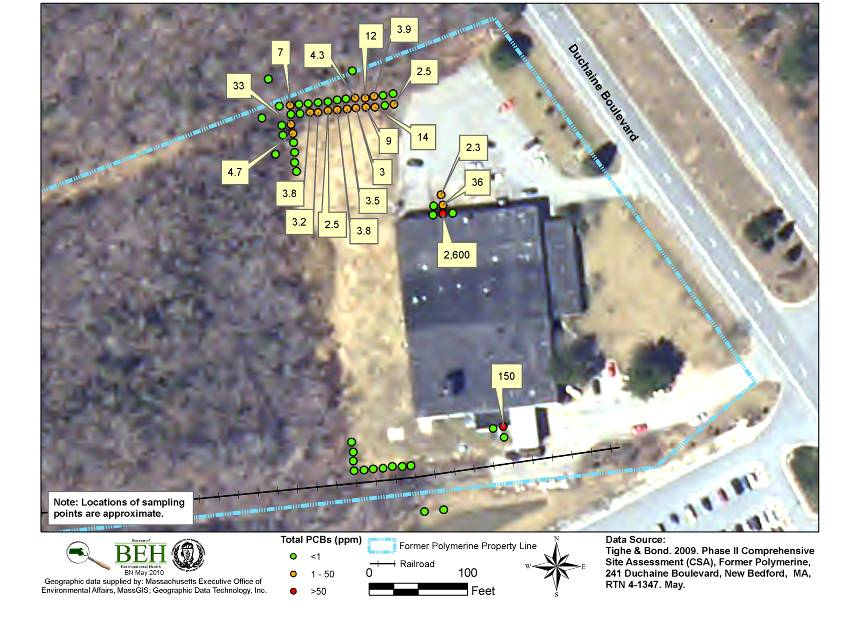 12
3.9
4.3
7
2.5
33
14
9
2.3
3
36
4.7
3.8
3.5
3.2
2.5
3.8
2,600
150
Duchaine Boulevard
Note: Locations of sampling
points are approximate.
Bureau of
BEH
Environmental Health
BN May 2010
Geographic data supplied by: Massachusetts Executive Office of
Environmental Affairs, MassGIS; Geographic Data Technology, Inc.
Total PCBs (ppm)
<1
1 - 50
>50
Former Polymerine Property Line
Railroad
0 100
Feet
N
W E
S
Data Source:
Tighe & Bond. 2009. Phase II Comprehensive
Site Assessment (CSA), Former Polymerine,
241 Duchaine Boulevard, New Bedford, MA,
RTN 4-1347. May.